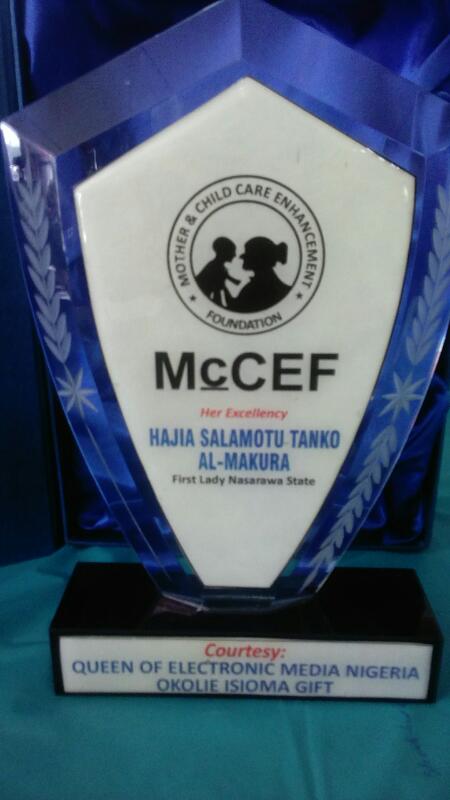 MOTHER & CHILD CARE ENHANCEMENT
FOUNDATION
McCEF
Her Excellency
HAJIA SALAMOTU TANKO
AL-MAKURA
First Lady Nasarawa State
Courtesy:
QUEEN OF ELECTRONIC MEDIA NIGERIA
OKOLIE ISIOMA GIFT